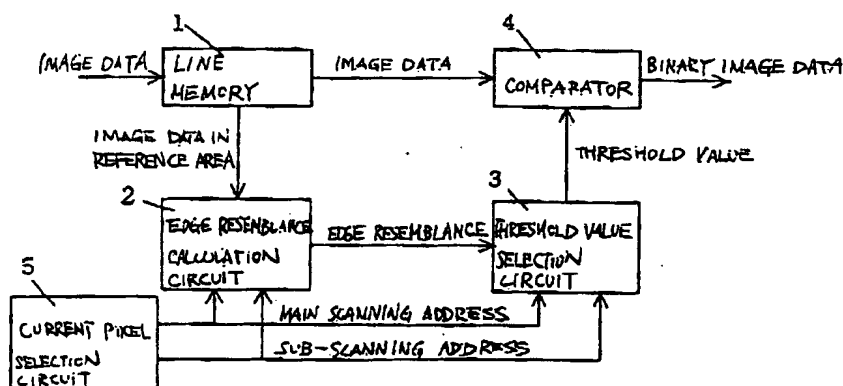 1
IMAGE DATA
LINE
MEMORY
IMAGE DATA
4
COMPARATOR
BINARY IMAGE DATA
IMAGE DATA IN
REFERENCE AREA
THRESHOLD VALUE
2
EDGE RESEMBLANCE
CALCULATION
CIRCUIT
EDGE RESEMBLANCE
3
THRESHOLD VALUE
SELECTION
CIRCUIT
5
CURRENT PIXEL
SELECTION
CIRCUIT
MAIN SCANNING ADDRESS
SUB-SCANNING ADDRESS